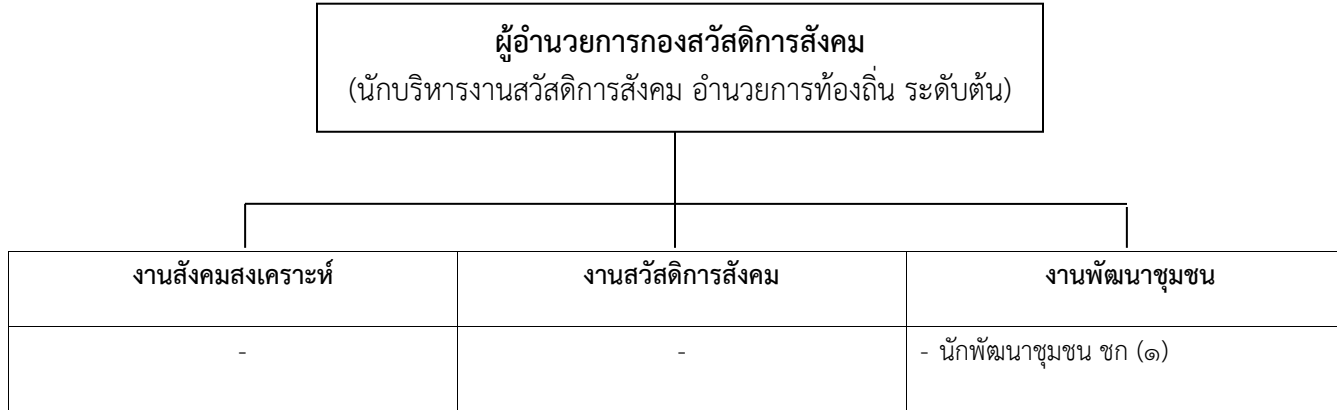 ผู้อำนวยการกองสวัสดิการสังคม
(นักบริหารงานสวัสดิการสังคม อำนวยการท้องถิ่น ระดับต้น)
งานสังคมสงเคราะห์ งานสวัสดิการสังคม งานพัฒนาชุมชน
- - - นักพัฒนาชุมชน ชก (๑)